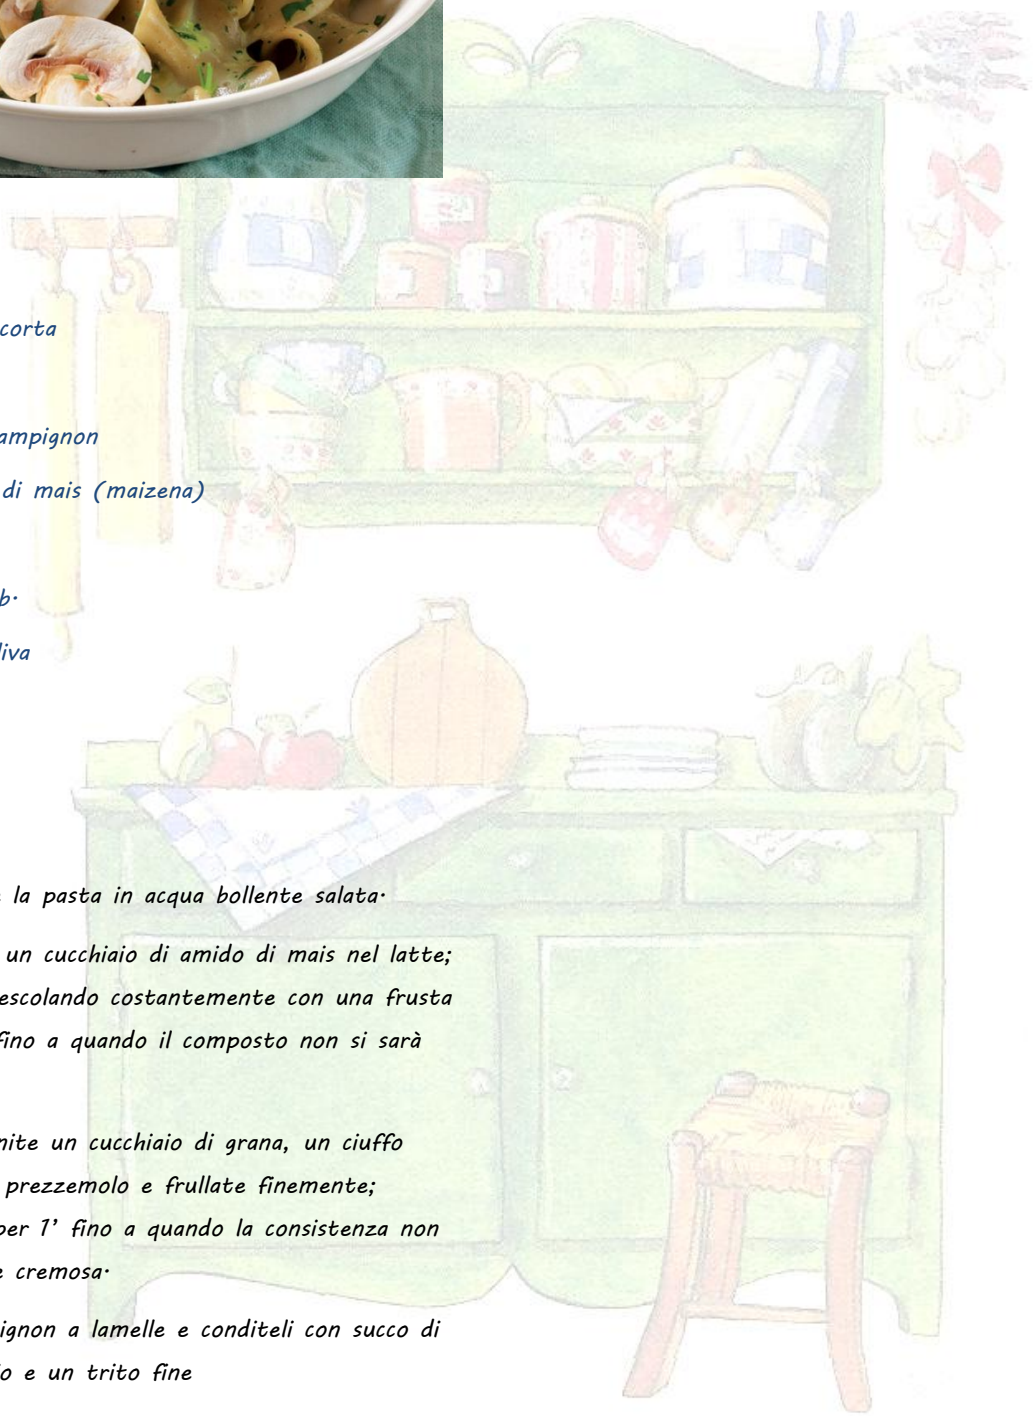 corta
ampignon
di mais (maizena)
b.
liva
e la pasta in acqua bollente salata.
un cucchiaio di amido di mais nel latte;
escolando costantemente con una frusta
fino a quando il composto non si sarà
nite un cucchiaio di grana, un ciuffo
prezzemolo e frullate finemente;
per 1' fino a quando la consistenza non
e cremosa.
ignon a lamelle e conditeli con succo di
io e un trito fine